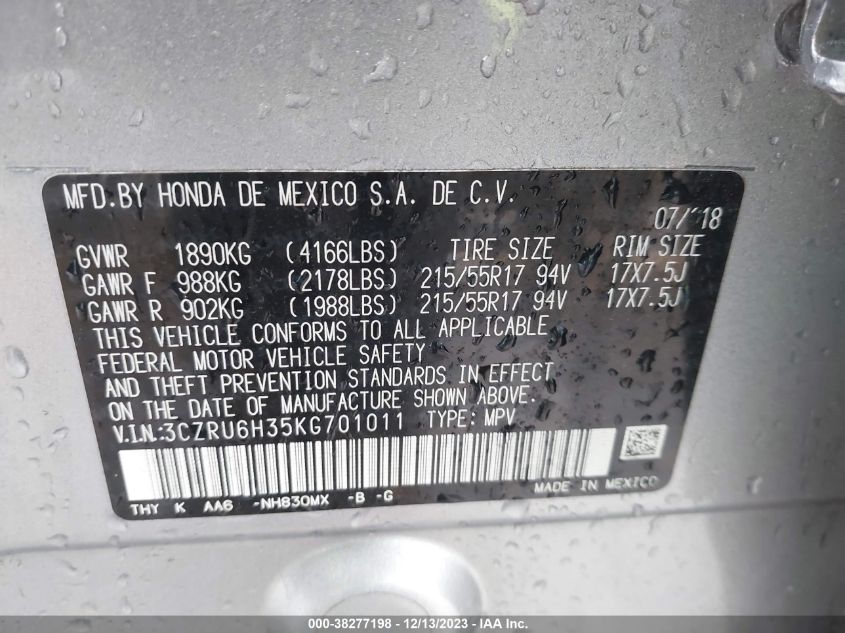 MFD.BY HONDA DE MEXICO S.A. DE C.V.
07/'18
GVWR 1890KG (4166LBS) TIRE SIZE RIM SIZE
GAWR F 988KG (2178LBS) 215/55R17 94V 17X7.5J
GAWR R 902KG (1988LBS) 215/55R17 94V 17X7.5J
THIS VEHICLE CONFORMS TO ALL APPLICABLE
FEDERAL MOTOR VEHICLE SAFETY
AND THEFT PREVENTION STANDARDS IN EFFECT
ON THE DATE OF MANUFACTURE SHOWN ABOVE.
V.I.N.:3CZRU6H35KG701011 TYPE: MPV
THY K AA6 -NH830MX -B -G MADE IN MEXICO
000-38277198 - 12/13/2023 - IAA Inc.